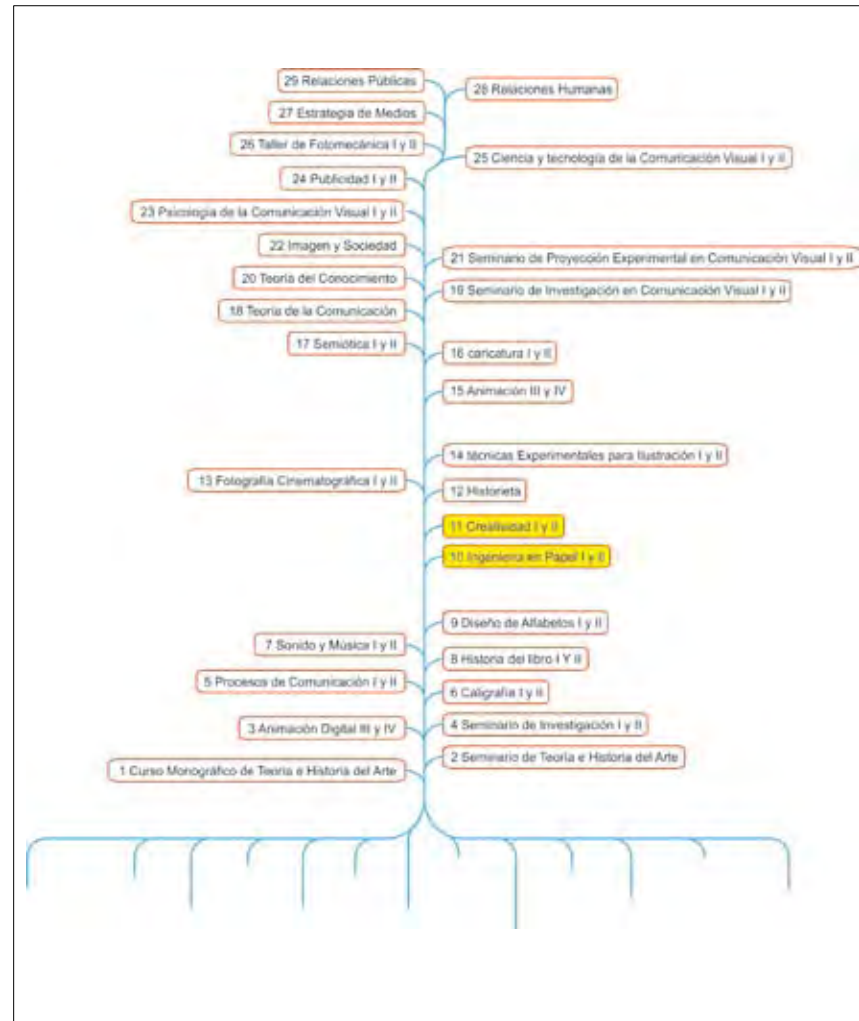 29 Relaciones Públicas
28 Relaciones Humanas
27 Estrategia de Medios
26 Taller de Fotomecánica I y II
25 Ciencia y tecnología de la Comunicación Visual I y II
24 Publicidad I y II
23 Psicología de la Comunicación Visual I y II
22 Imagen y Sociedad
21 Seminario de Proyección Experimental en Comunicación Visual I y II
20 Teoría del Conocimiento
19 Seminario de Investigación en Comunicación Visual I y II
18 Teoría de la Comunicación
17 Semiótica I y II
16 caricatura I y II
15 Animación III y IV
14 técnicas Experimentales para Ilustración I y II
13 Fotografía Cinematográfica I y II
12 Historieta
11 Creatividad I y II
10 Ingeniería en Papel I y II
9 Diseño de Alfabetos I y II
7 Sonido y Música I y II
8 Historia del libro I Y II
5 Procesos de Comunicación I y II
6 Caligrafía I y II
3 Animación Digital III y IV
4 Seminario de Investigación I y II
2 Seminario de Teoría e Historia del Arte
1 Curso Monográfico de Teoría e Historia del Arte